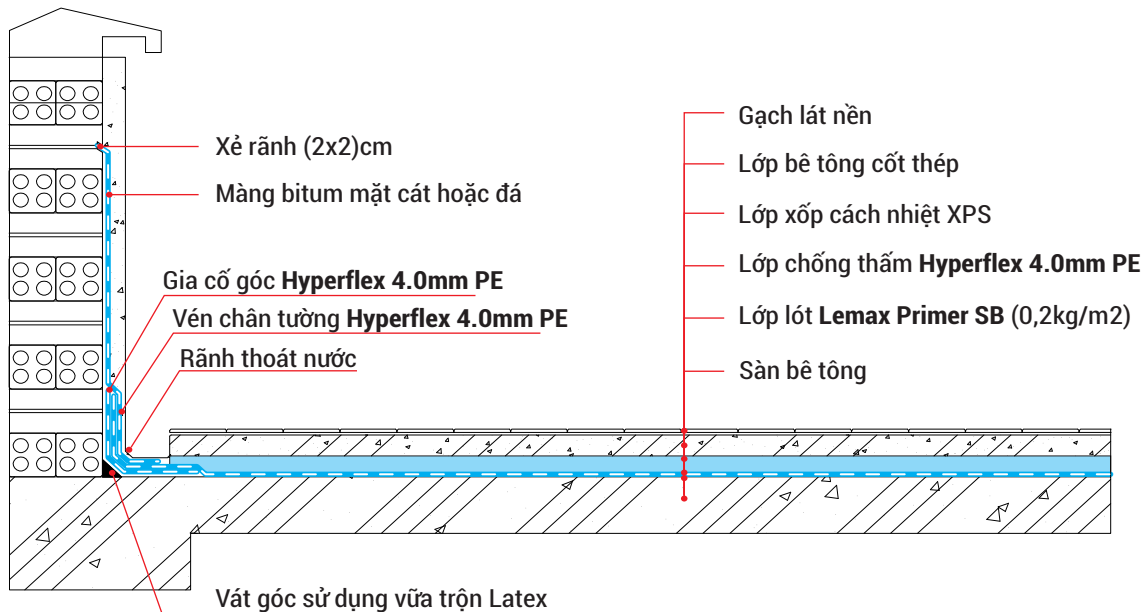 Xẻ rãnh (2x2)cm
Màng bitum mặt cát hoặc đá
Gia cố góc Hyperflex 4.0mm PE
Vén chân tường Hyperflex 4.0mm PE
Rãnh thoát nước
Gạch lát nền
Lớp bê tông cốt thép
Lớp xốp cách nhiệt XPS
Lớp chống thấm Hyperflex 4.0mm PE
Lớp lót Lemax Primer SB (0,2kg/m2)
Sàn bê tông
Vát góc sử dụng vữa trộn Latex